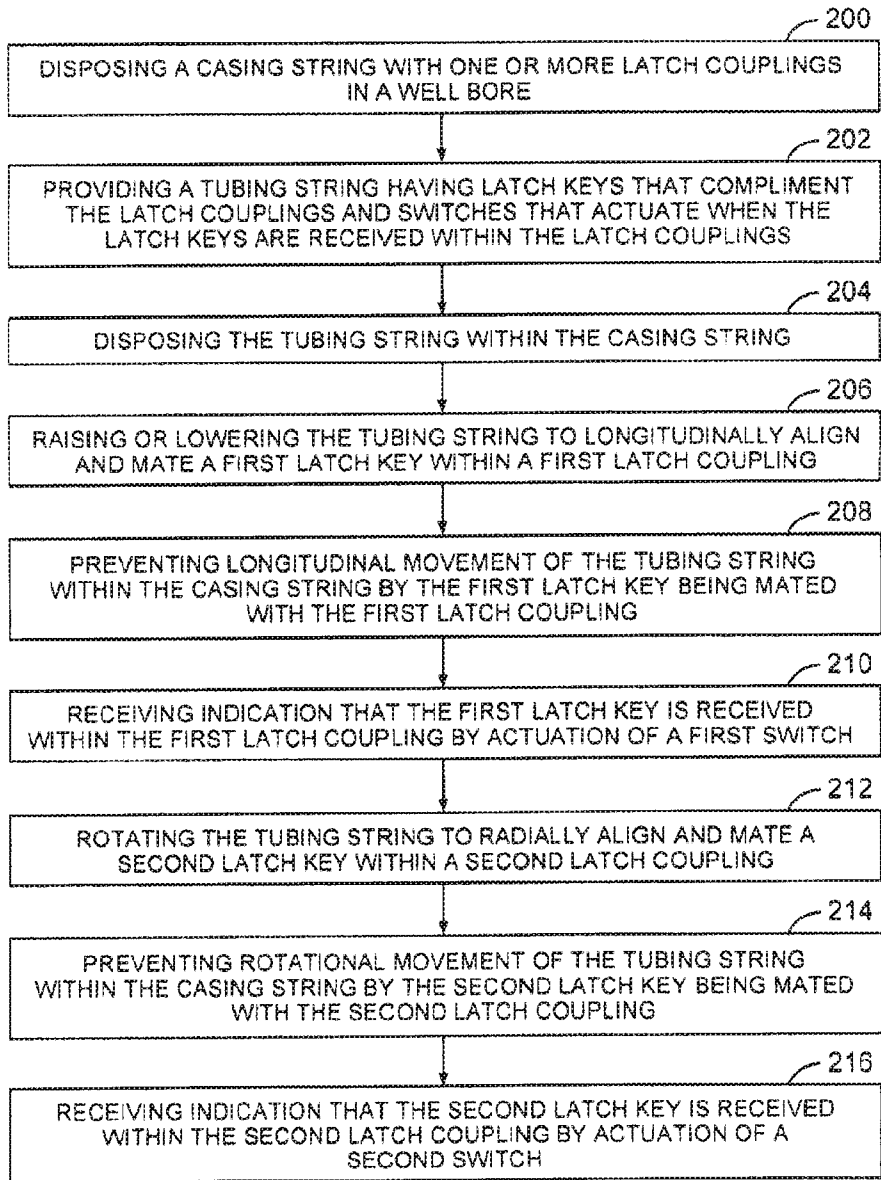 200
DISPOSING A CASING STRING WITH ONE OR MORE LATCH COUPLINGS
IN A WELL BORE
202
PROVIDING A TUBING STRING HAVING LATCH KEYS THAT COMPLIMENT
THE LATCH COUPLINGS AND SWITCHES THAT ACTUATE WHEN THE
LATCH KEYS ARE RECEIVED WITHIN THE LATCH COUPLINGS
204
DISPOSING THE TUBING STRING WITHIN THE CASING STRING
206
RAISING OR LOWERING THE TUBING STRING TO LONGITUDINALLY ALIGN
AND MATE A FIRST LATCH KEY WITHIN A FIRST LATCH COUPLING
208
PREVENTING LONGITUDINAL MOVEMENT OF THE TUBING STRING
WITHIN THE CASING STRING BY THE FIRST LATCH KEY BEING MATED
WITH THE FIRST LATCH COUPLING
210
RECEIVING INDICATION THAT THE FIRST LATCH KEY IS RECEIVED
WITHIN THE FIRST LATCH COUPLING BY ACTUATION OF A FIRST SWITCH
212
ROTATING THE TUBING STRING TO RADIALLY ALIGN AND MATE A
SECOND LATCH KEY WITHIN A SECOND LATCH COUPLING
214
PREVENTING ROTATIONAL MOVEMENT OF THE TUBING STRING
WITHIN THE CASING STRING BY THE SECOND LATCH KEY BEING MATED
WITH THE SECOND LATCH COUPLING
216
RECEIVING INDICATION THAT THE SECOND LATCH KEY IS RECEIVED
WITHIN THE SECOND LATCH COUPLING BY ACTUATION OF A
SECOND SWITCH